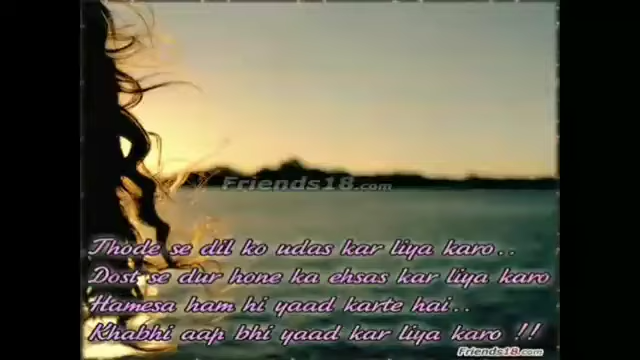 Friends18.com
Thode se dil ko udas kar liya karo..
Dost se dur hone ka ehsas kar liya karo
Hamesa ham hi yaad karte hai..
Khabhi aap bhi yaad kar liya karo !!
Friends18.com